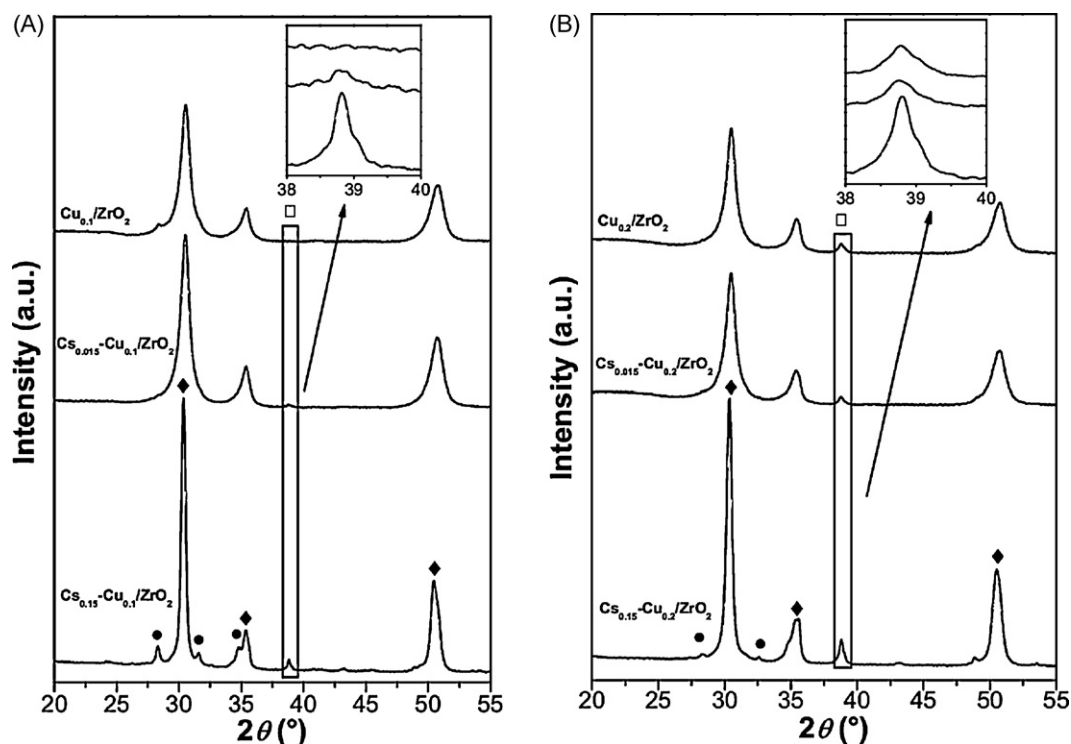 (A)
38 39 40
Cu0.1/ZrO2
Cs0.015-Cu0.1/ZrO2
Cs0.15-Cu0.1/ZrO2
Intensity (a.u.)
20 25 30 35 40 45 50 55
2θ (°)
(B)
38 39 40
Cu0.2/ZrO2
Cs0.015-Cu0.2/ZrO2
Cs0.15-Cu0.2/ZrO2
Intensity (a.u.)
20 25 30 35 40 45 50 55
2θ (°)